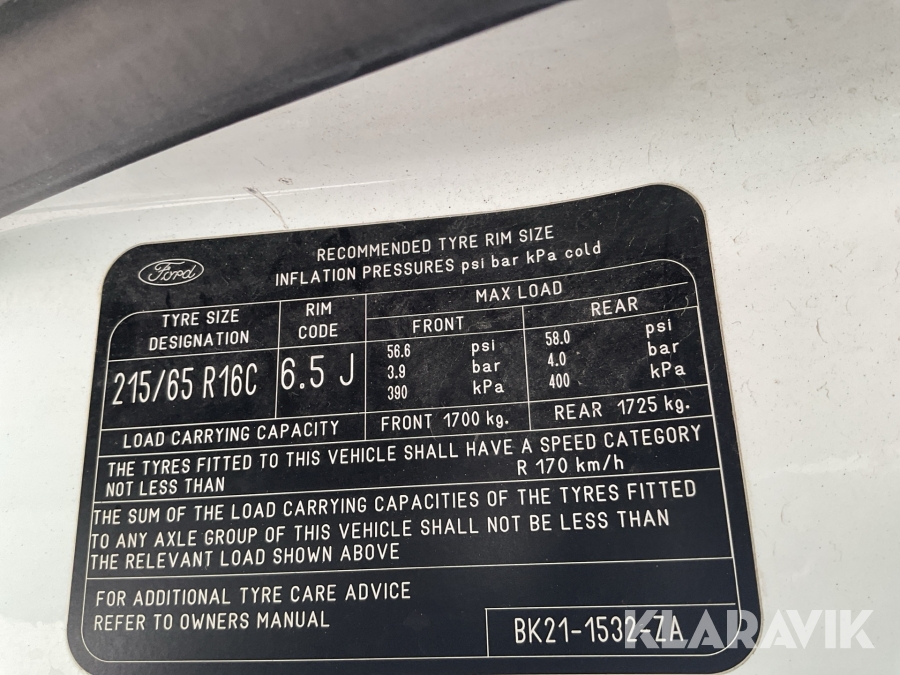 Ford
RECOMMENDED TYRE RIM SIZE
INFLATION PRESSURES psi bar kPa cold
TYRE SIZE
DESIGNATION
RIM
CODE
MAX LOAD
FRONT
REAR
215/65 R16C
6.5 J
56.6 psi
3.9 bar
390 kPa
58.0 psi
4.0 bar
400 kPa
LOAD CARRYING CAPACITY
FRONT 1700 kg.
REAR 1725 kg.
THE TYRES FITTED TO THIS VEHICLE SHALL HAVE A SPEED CATEGORY
NOT LESS THAN R 170 km/h
THE SUM OF THE LOAD CARRYING CAPACITIES OF THE TYRES FITTED
TO ANY AXLE GROUP OF THIS VEHICLE SHALL NOT BE LESS THAN
THE RELEVANT LOAD SHOWN ABOVE
FOR ADDITIONAL TYRE CARE ADVICE
REFER TO OWNERS MANUAL
BK21-1532-ZA
KLARAVIK